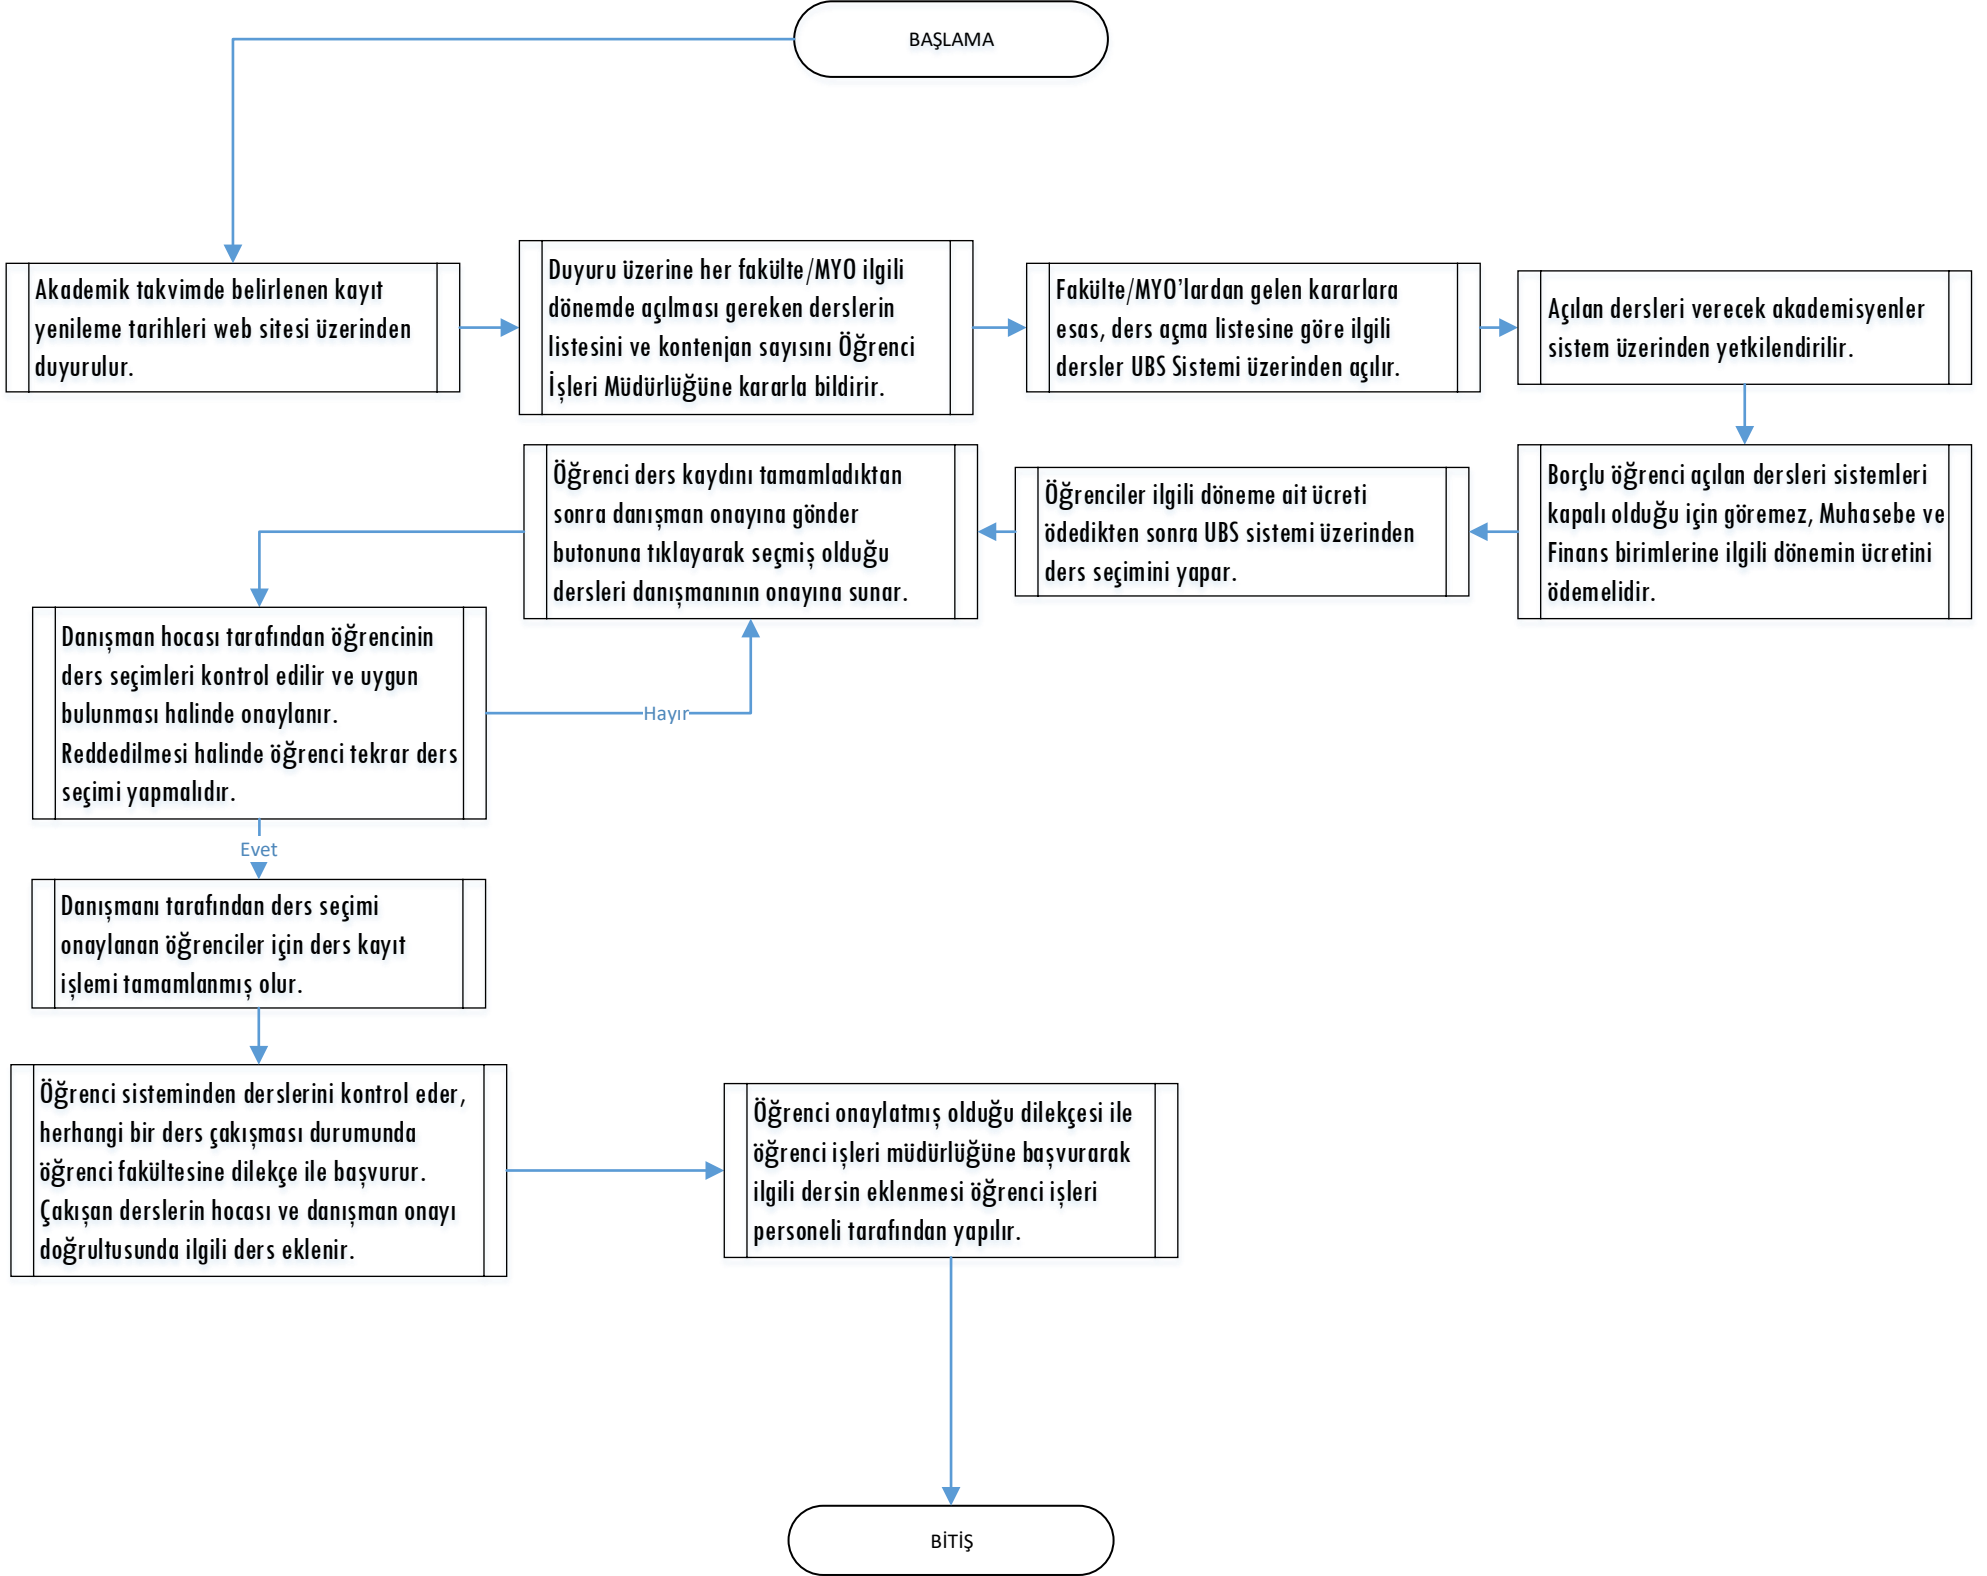 BAŞLAMA
Akademik takvimde belirlenen kayıt
yenileme tarihleri web sitesi üzerinden
duyurulur.
Duyuru üzerine her fakülte/MYO ilgili
dönemde açılması gereken derslerin
listesini ve kontenjan sayısını Öğrenci
İşleri Müdürlüğüne kararla bildirir.
Fakülte/MYO’lardan gelen kararlara
esas, ders açma listesine göre ilgili
dersler UBS Sistemi üzerinden açılır.
Açılan dersleri verecek akademisyenler
sistem üzerinden yetkilendirilir.
Borçlu öğrenci açılan dersleri sistemleri
kapalı olduğu için göremez, Muhasebe ve
Finans birimlerine ilgili dönemin ücretini
ödemelidir.
Öğrenciler ilgili döneme ait ücreti
ödedikten sonra UBS sistemi üzerinden
ders seçimini yapar.
Öğrenci ders kaydını tamamladıktan
sonra danışman onayına gönder
butonuna tıklayarak seçmiş olduğu
dersleri danışmanının onayına sunar.
Danışman hocası tarafından öğrencinin
ders seçimleri kontrol edilir ve uygun
bulunması halinde onaylanır.
Reddedilmesi halinde öğrenci tekrar ders
seçimi yapmalıdır.
Hayır
Evet
Danışmanı tarafından ders seçimi
onaylanan öğrenciler için ders kayıt
işlemi tamamlanmış olur.
Öğrenci sisteminden derslerini kontrol eder,
herhangi bir ders çakışması durumunda
öğrenci fakültesine dilekçe ile başvurur.
Çakışan derslerin hocası ve danışman onayı
doğrultusunda ilgili ders eklenir.
Öğrenci onaylatmış olduğu dilekçesi ile
öğrenci işleri müdürlüğüne başvurarak
ilgili dersin eklenmesi öğrenci işleri
personeli tarafından yapılır.
BİTİŞ